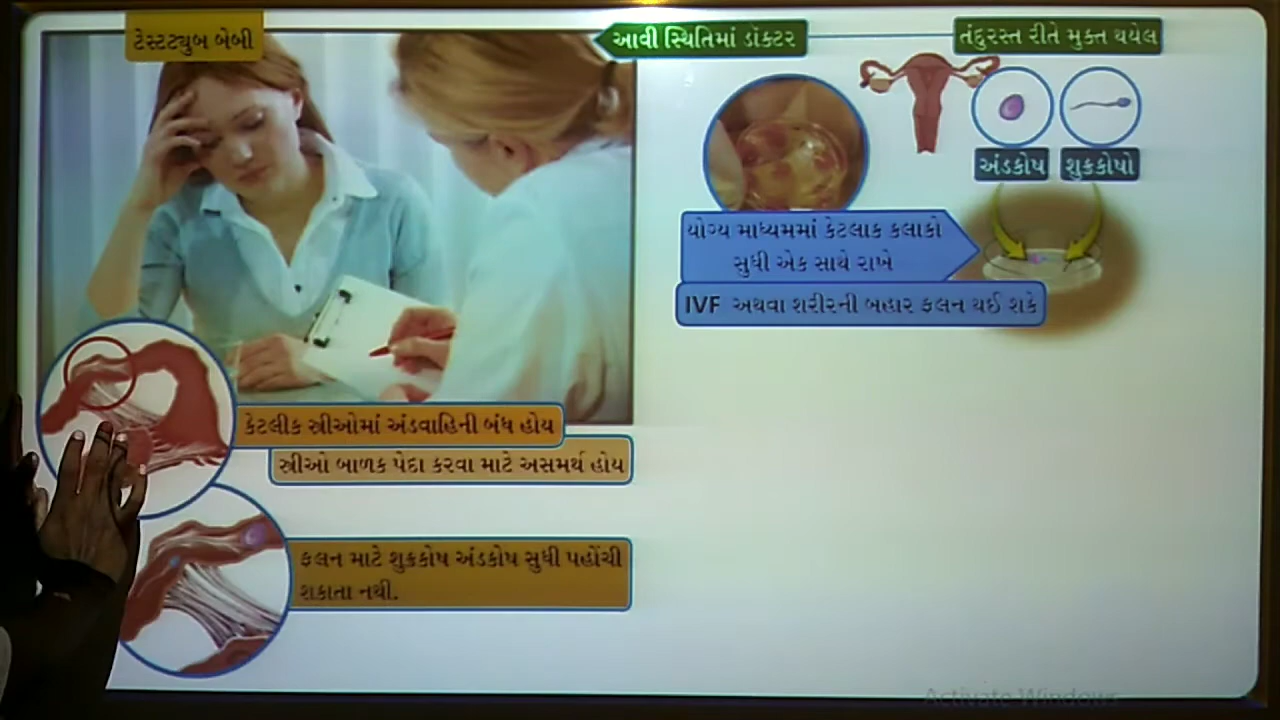 ટેસ્ટટ્યુબ બેબી
કેટલીક સ્ત્રીઓમાં અંડવાહિની બંધ હોય
સ્ત્રીઓ બાળક પેદા કરવા માટે અસમર્થ હોય
ફલન માટે શુક્રકોષ અંડકોષ સુધી પહોંચી
શકાતા નથી.
આવી સ્થિતિમાં ડૉક્ટર
તંદુરસ્ત રીતે મુક્ત થયેલ
અંડકોષ
શુક્રકોષો
યોગ્ય માધ્યમમાં કેટલાક કલાકો
સુધી એક સાથે રાખે
IVF અથવા શરીરની બહાર ફલન થઈ શકે
Activate Windows